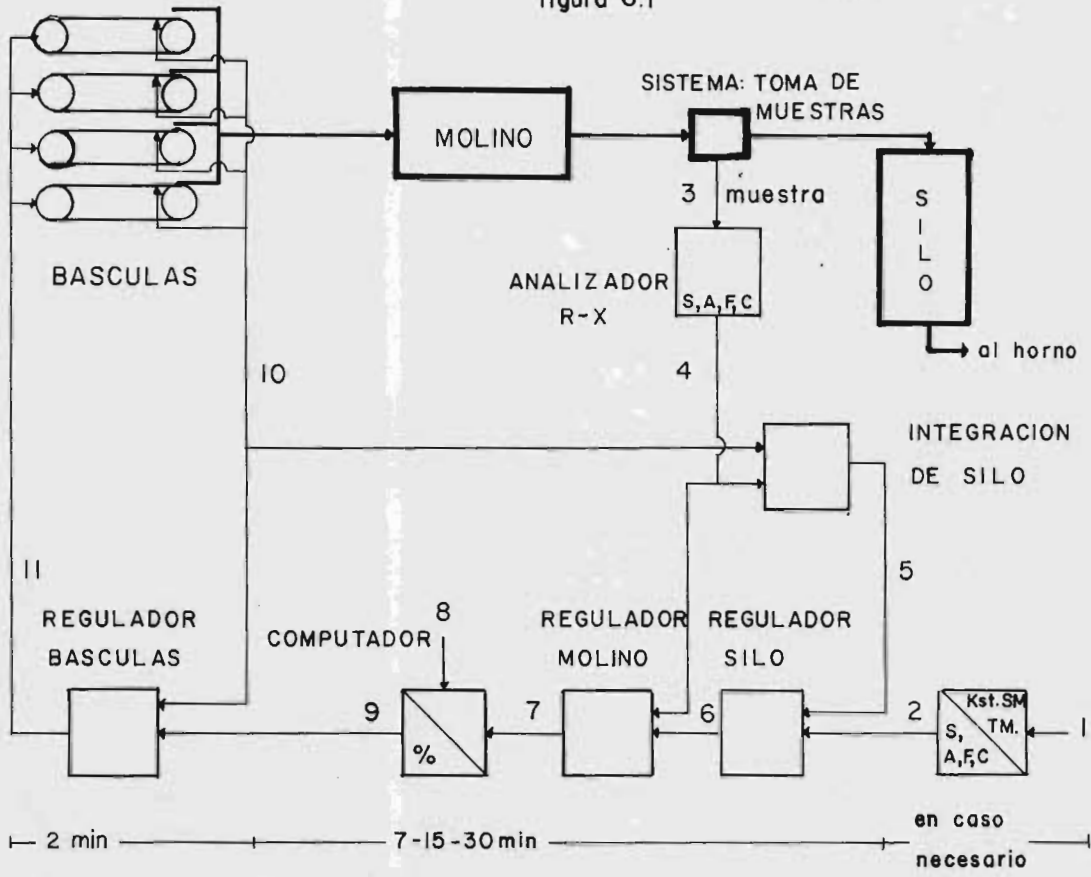 figura 6.1
SISTEMA: TOMA DE
MUESTRAS
MOLINO
3 muestra
SILO
BASCULAS
ANALIZADOR
R-X
S,A,F,C
al horno
10
4
INTEGRACION
DE SILO
11
5
REGULADOR
BASCULAS
COMPUTADOR
8
REGULADOR
MOLINO
REGULADOR
SILO
9
%
7
6
2
Kst.SM
TM.
S,
A,F,C
1
2 min
7-15-30min
en caso
necesario